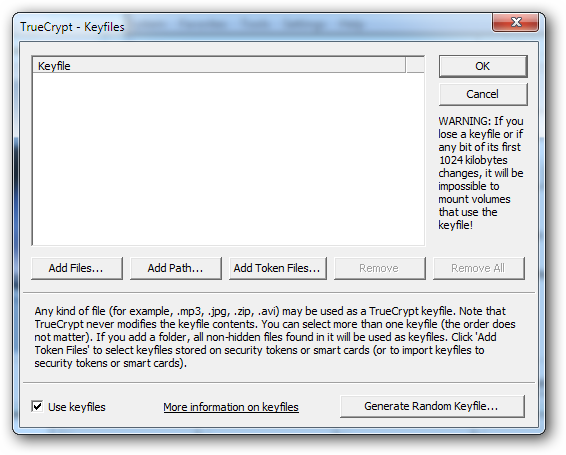 TrueCrypt - Keyfiles
Keyfile
OK
Cancel
WARNING: If you
lose a keyfile or if
any bit of its first
1024 kilobytes
changes, it will be
impossible to
mount volumes
that use the
keyfile!
Add Files...
Add Path...
Add Token Files...
Remove
Remove All
Any kind of file (for example, .mp3, .jpg, .zip, .avi) may be used as a TrueCrypt keyfile. Note that
TrueCrypt never modifies the keyfile contents. You can select more than one keyfile (the order does
not matter). If you add a folder, all non-hidden files found in it will be used as keyfiles. Click 'Add
Token Files' to select keyfiles stored on security tokens or smart cards (or to import keyfiles to
security tokens or smart cards).
Use keyfiles
More information on keyfiles
Generate Random Keyfile...